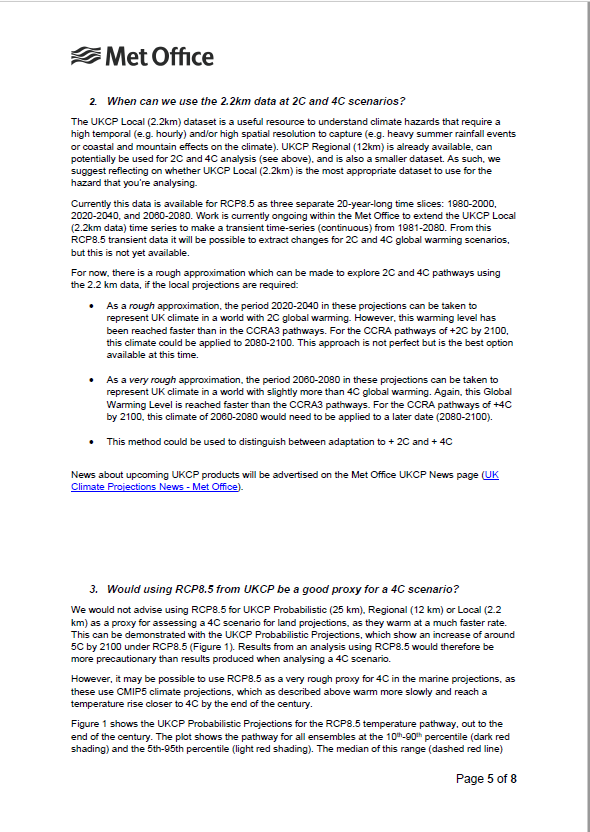 Met Office
2. When can we use the 2.2km data at 2C and 4C scenarios?
The UKCP Local (2.2km) dataset is a useful resource to understand climate hazards that require a
high temporal (e.g. hourly) and/or high spatial resolution to capture (e.g. heavy summer rainfall events
or coastal and mountain effects on the climate). UKCP Regional (12km) is already available, can
potentially be used for 2C and 4C analysis (see above), and is also a smaller dataset. As such, we
suggest reflecting on whether UKCP Local (2.2km) is the most appropriate dataset to use for the
hazard that you're analysing.
Currently this data is available for RCP8.5 as three separate 20-year-long time slices: 1980-2000,
2020-2040, and 2060-2080. Work is currently ongoing within the Met Office to extend the UKCP Local
(2.2km data) time series to make a transient time-series (continuous) from 1981-2080. From this
RCP8.5 transient data it will be possible to extract changes for 2C and 4C global warming scenarios,
but this is not yet available.
For now, there is a rough approximation which can be made to explore 2C and 4C pathways using
the 2.2 km data, if the local projections are required:
• As a rough approximation, the period 2020-2040 in these projections can be taken to
represent UK climate in a world with 2C global warming. However, this warming level has
been reached faster than in the CCRA3 pathways. For the CCRA pathways of +2C by 2100,
this climate could be applied to 2080-2100. This approach is not perfect but is the best option
available at this time.
• As a very rough approximation, the period 2060-2080 in these projections can be taken to
represent UK climate in a world with slightly more than 4C global warming. Again, this Global
Warming Level is reached faster than the CCRA3 pathways. For the CCRA pathways of +4C
by 2100, this climate of 2060-2080 would need to be applied to a later date (2080-2100).
• This method could be used to distinguish between adaptation to + 2C and + 4C
News about upcoming UKCP products will be advertised on the Met Office UKCP News page (UK
Climate Projections News - Met Office).
3. Would using RCP8.5 from UKCP be a good proxy for a 4C scenario?
We would not advise using RCP8.5 for UKCP Probabilistic (25 km), Regional (12 km) or Local (2.2
km) as a proxy for assessing a 4C scenario for land projections, as they warm at a much faster rate.
This can be demonstrated with the UKCP Probabilistic Projections, which show an increase of around
5C by 2100 under RCP8.5 (Figure 1). Results from an analysis using RCP8.5 would therefore be
more precautionary than results produced when analysing a 4C scenario.
However, it may be possible to use RCP8.5 as a very rough proxy for 4C in the marine projections, as
these use CMIP5 climate projections, which as described above warm more slowly and reach a
temperature rise closer to 4C by the end of the century.
Figure 1 shows the UKCP Probabilistic Projections for the RCP8.5 temperature pathway, out to the
end of the century. The plot shows the pathway for all ensembles at the 10th-90th percentile (dark red
shading) and the 5th-95th percentile (light red shading). The median of this range (dashed red line)
Page 5 of 8